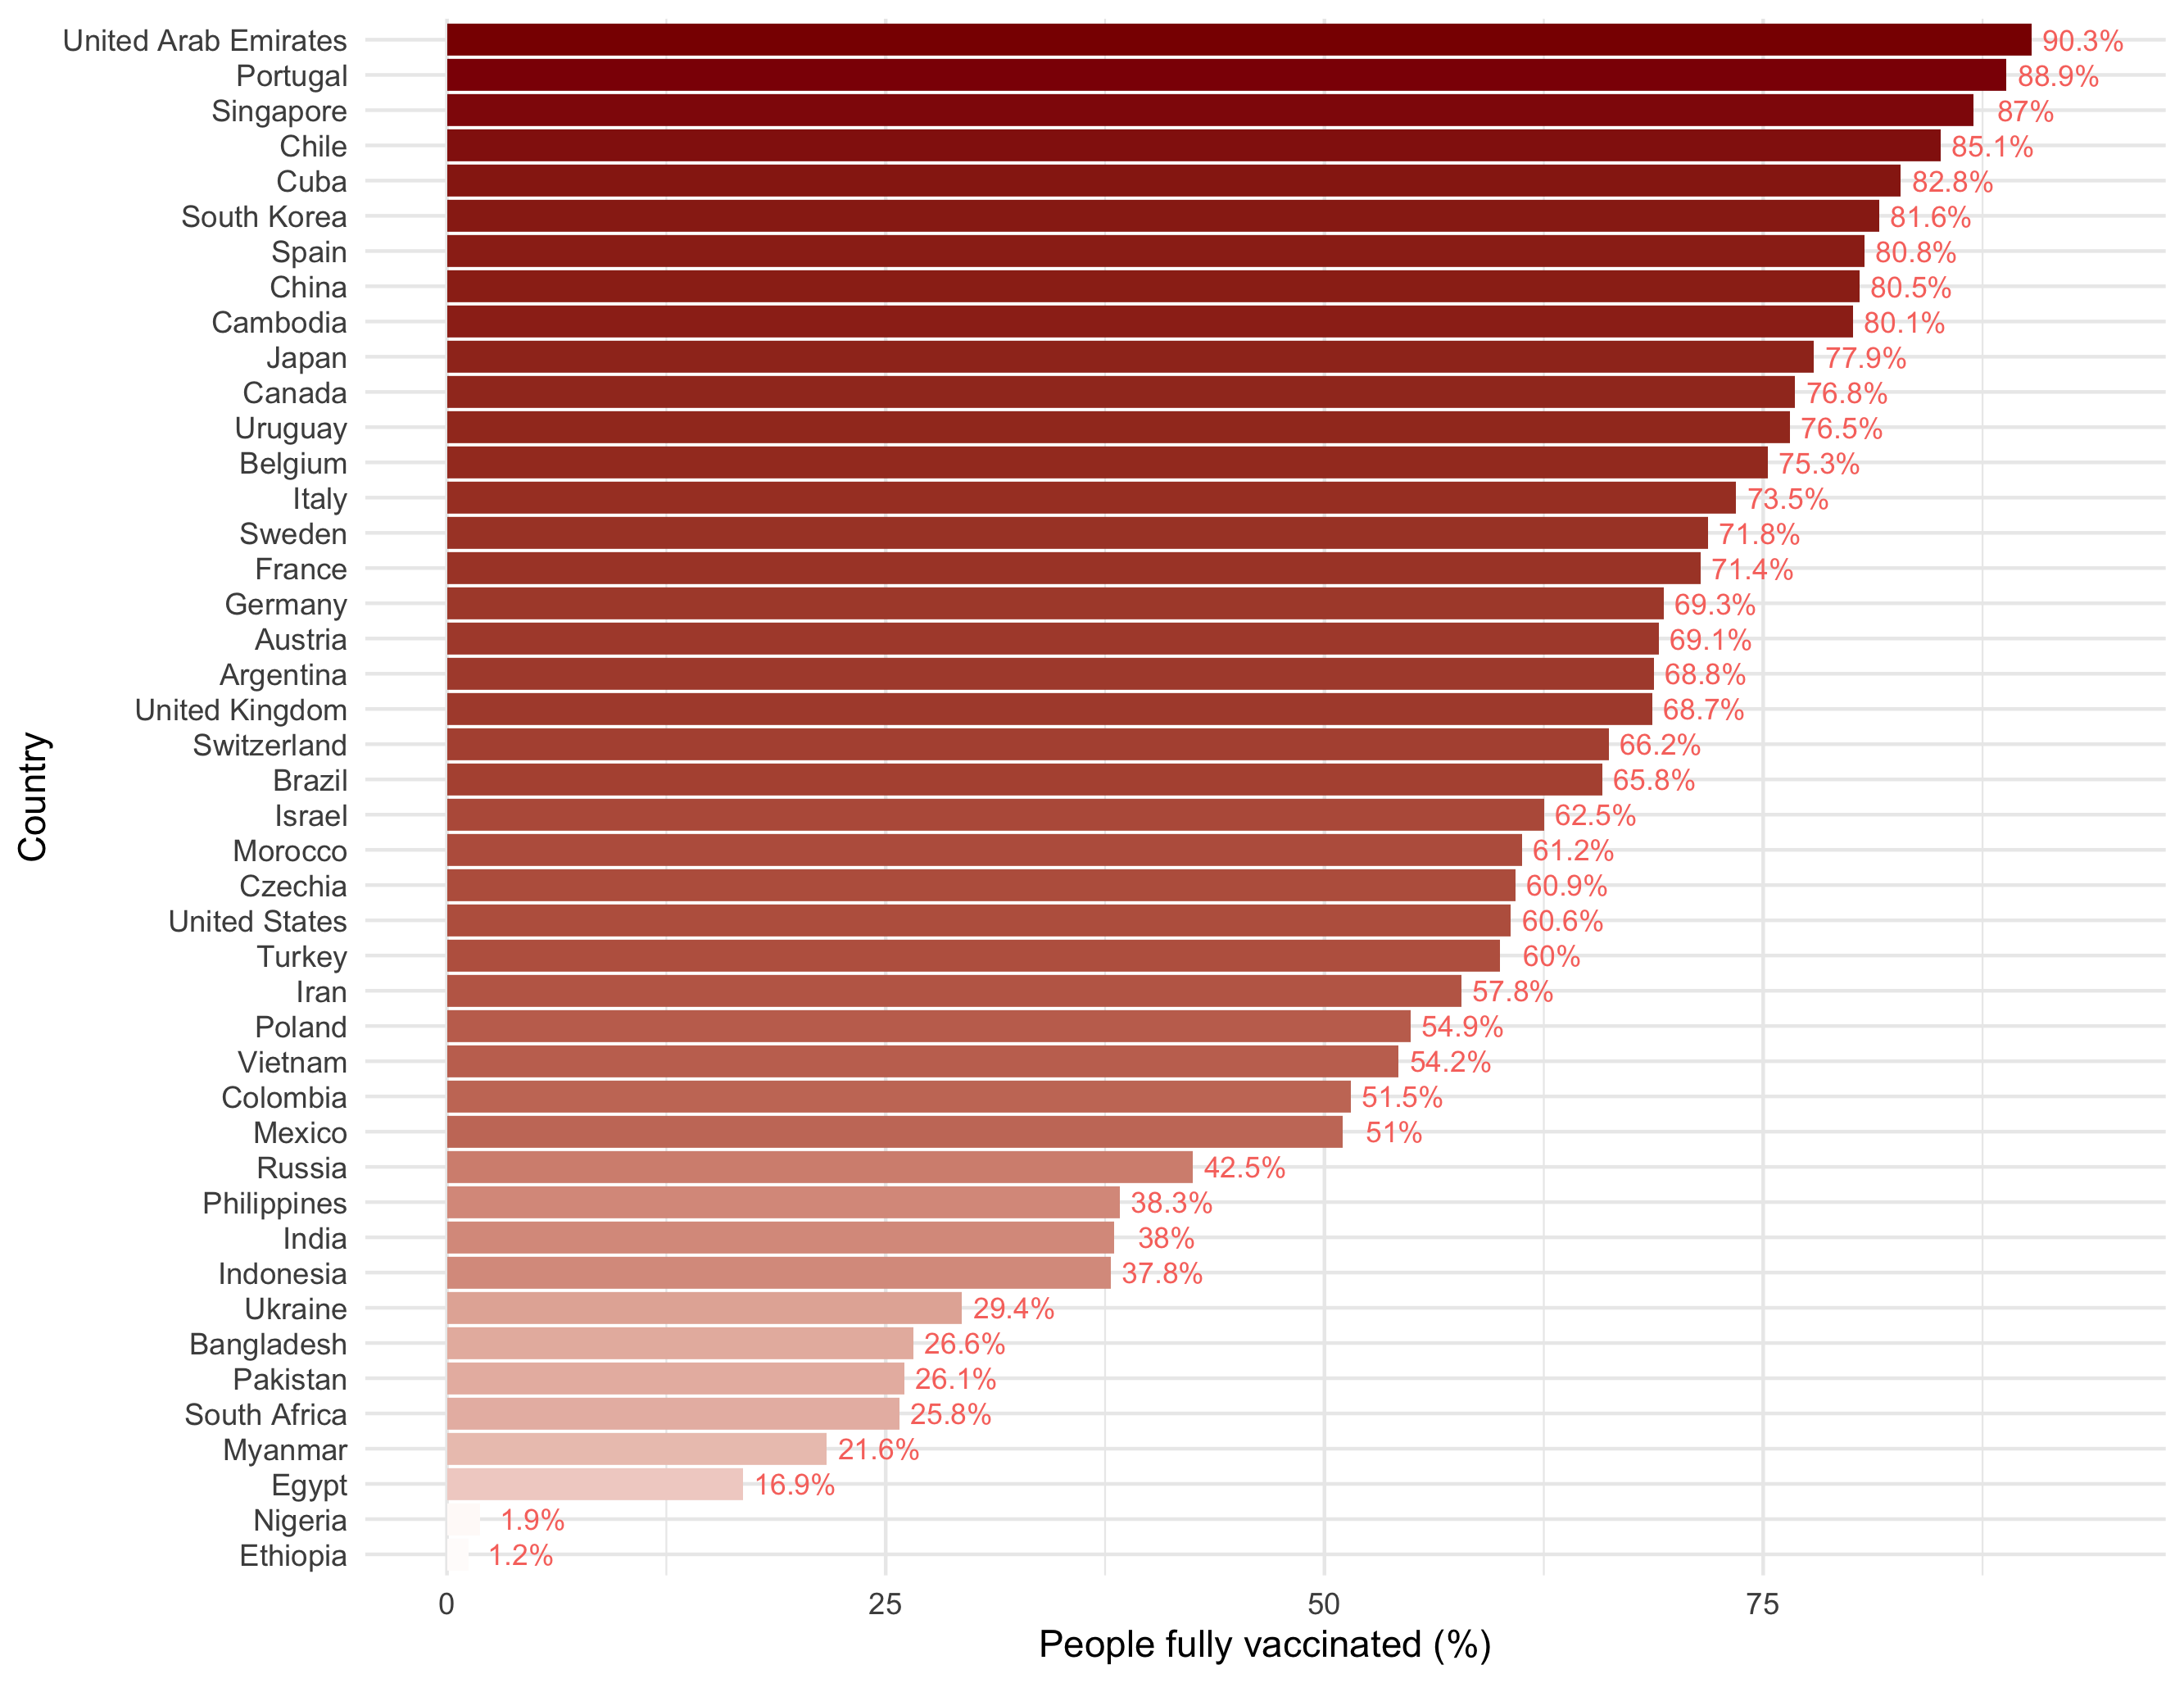 United Arab Emirates 90.3%
Portugal 88.9%
Singapore 87%
Chile 85.1%
Cuba 82.8%
South Korea 81.6%
Spain 80.8%
China 80.5%
Cambodia 80.1%
Japan 77.9%
Canada 76.8%
Uruguay 76.5%
Belgium 75.3%
Italy 73.5%
Sweden 71.8%
France 71.4%
Germany 69.3%
Austria 69.1%
Argentina 68.8%
United Kingdom 68.7%
Switzerland 66.2%
Brazil 65.8%
Israel 62.5%
Morocco 61.2%
Czechia 60.9%
United States 60.6%
Turkey 60%
Iran 57.8%
Poland 54.9%
Vietnam 54.2%
Colombia 51.5%
Mexico 51%
Russia 42.5%
Philippines 38.3%
India 38%
Indonesia 37.8%
Ukraine 29.4%
Bangladesh 26.6%
Pakistan 26.1%
South Africa 25.8%
Myanmar 21.6%
Egypt 16.9%
Nigeria 1.9%
Ethiopia 1.2%
Country
0 25 50 75
People fully vaccinated (%)